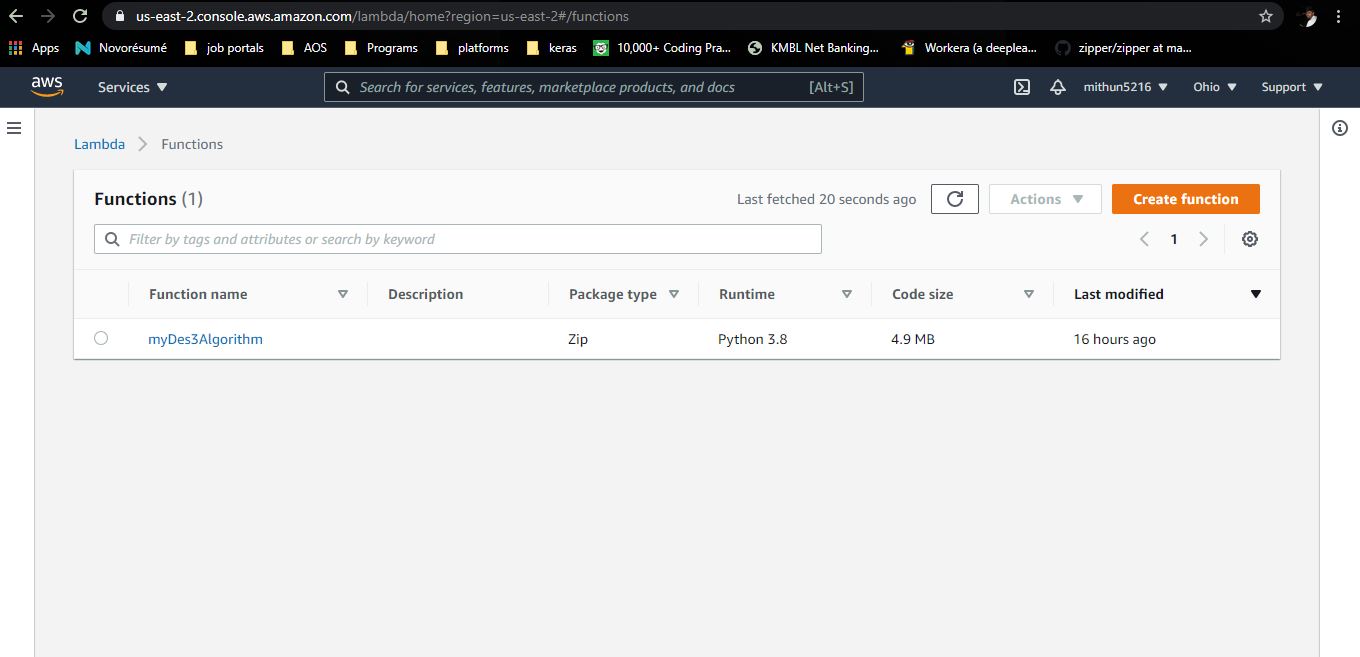 us-east-2.console.aws.amazon.com/lambda/home?region=us-east-2#/functions
Apps Novorésumé job portals AOS Programs platforms keras 10,000+ Coding Pra... KMBL Net Banking,... Workera (a deeplea... zipper/zipper at ma...
aws Services Search for services, features, marketplace products, and docs [Alt+S] mithun5216 Ohio Support
Lambda Functions
Functions (1) Last fetched 20 seconds ago Actions Create function
Filter by tags and attributes or search by keyword 1
Function name Description Package type Runtime Code size Last modified
myDes3Algorithm Zip Python 3.8 4.9 MB 16 hours ago